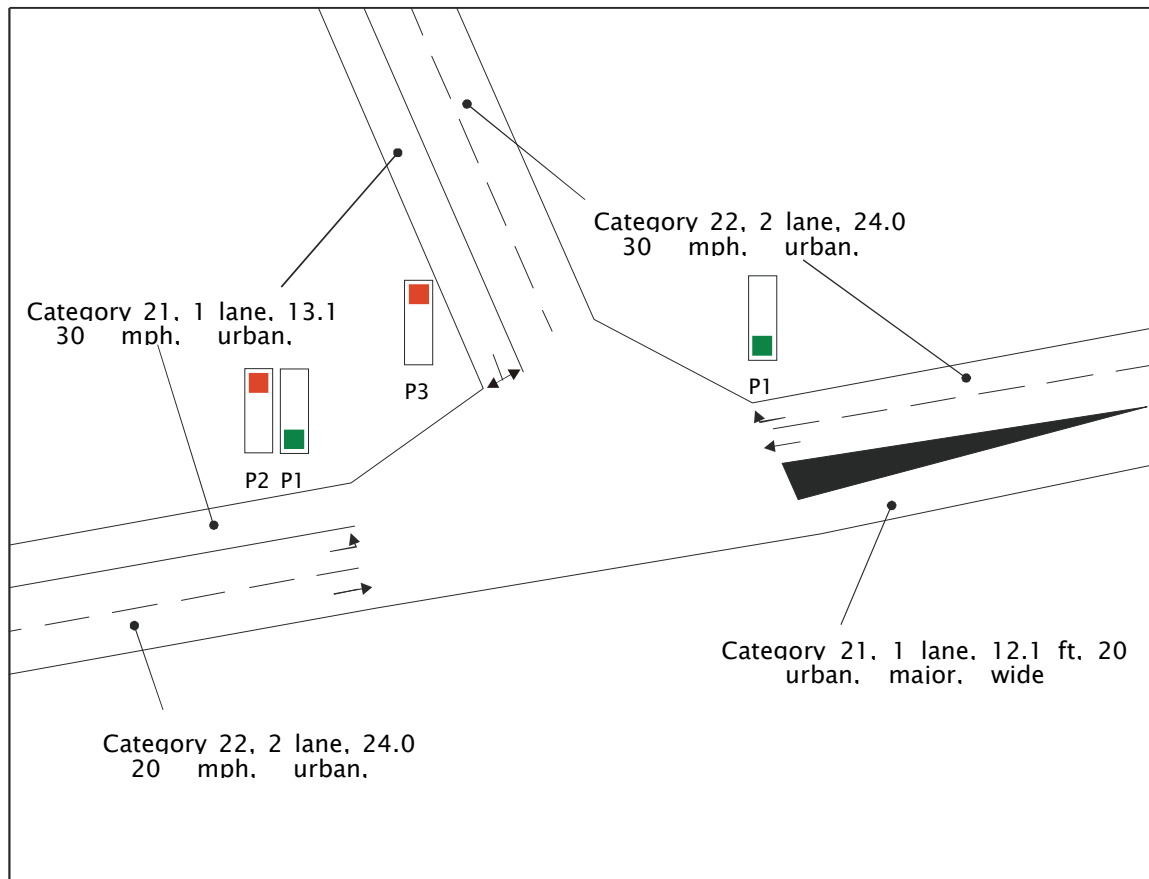 Category 22, 2 lane, 24.0
30 mph, urban,
Category 21, 1 lane, 13.1
30 mph, urban,
P3
P1
P2 P1
Category 21, 1 lane, 12.1 ft, 20
urban, major, wide
Category 22, 2 lane, 24.0
20 mph, urban,